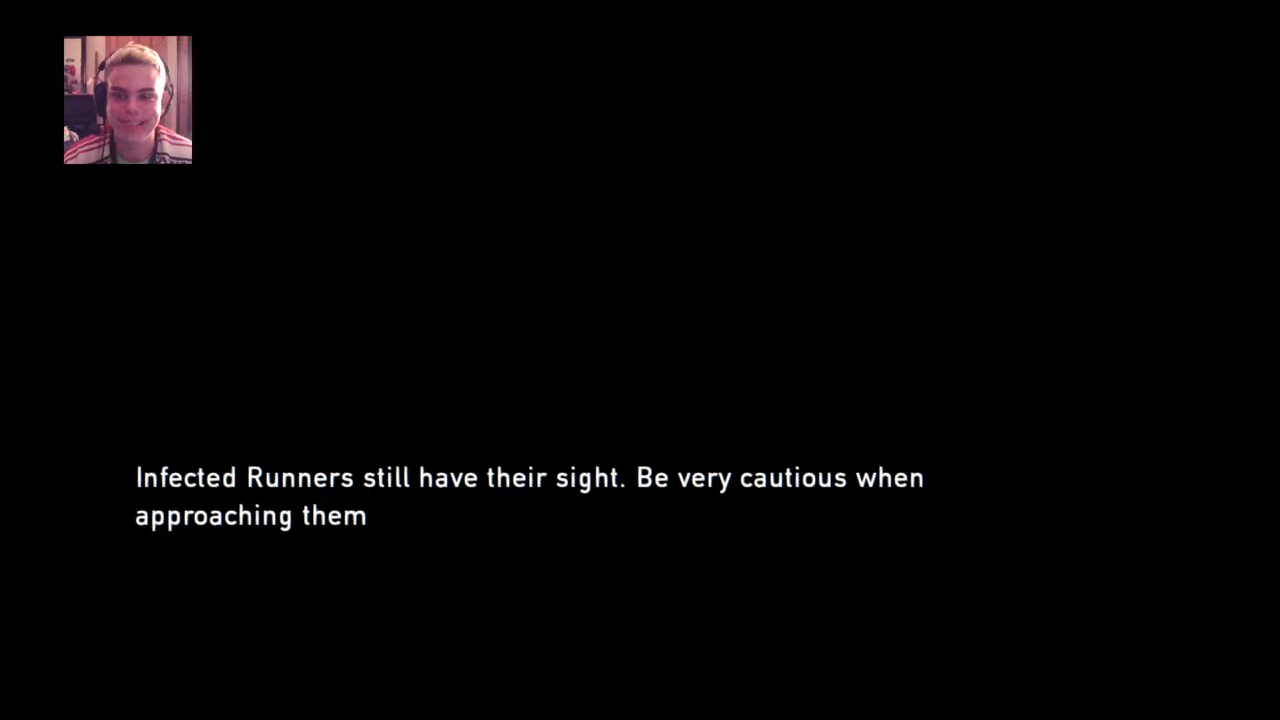 Infected Runners still have their sight. Be very cautious when
approaching them